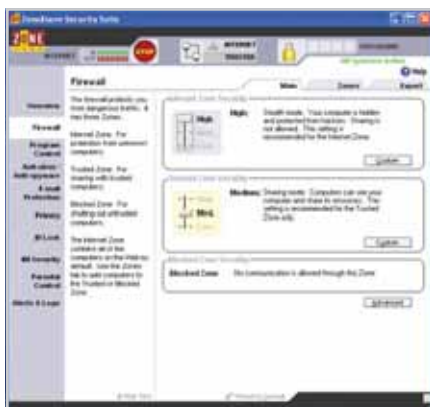 ZoneAlarm Security Suite
ZONE
INTERNET
STOP
INTERNET
TRUSTED
All Systems Active
Help
Firewall
Main
Zones
Expert
Overview
Firewall
Program
Control
Anti-virus
Anti-spyware
E-mail
Protection
Privacy
ID Lock
IM Security
Parental
Control
Alerts & Logs
The firewall protects you
from dangerous traffic. It
has three Zones.
Internet Zone For
protection from unknown
computers.
Trusted Zone For
sharing with trusted
computers.
Blocked Zone For
shutting out untrusted
computers.
The Internet Zone
contains all of the
computers on the Web by
default. Use the Zones
tab to add computers to
the Trusted or Blocked
Zone.
Internet Zone Security
High
High:
Stealth mode. Your computer is hidden
and protected from hackers. Sharing is
not allowed. This setting is
recommended for the Internet Zone.
Custom
Trusted Zone Security
Med.
Medium:
Sharing mode. Computers can see your
computer and share its resources. This
setting is recommended for the Trusted
Zone only.
Custom
Blocked Zone Security
Blocked Zone
No communication is allowed through the Zone
Advanced